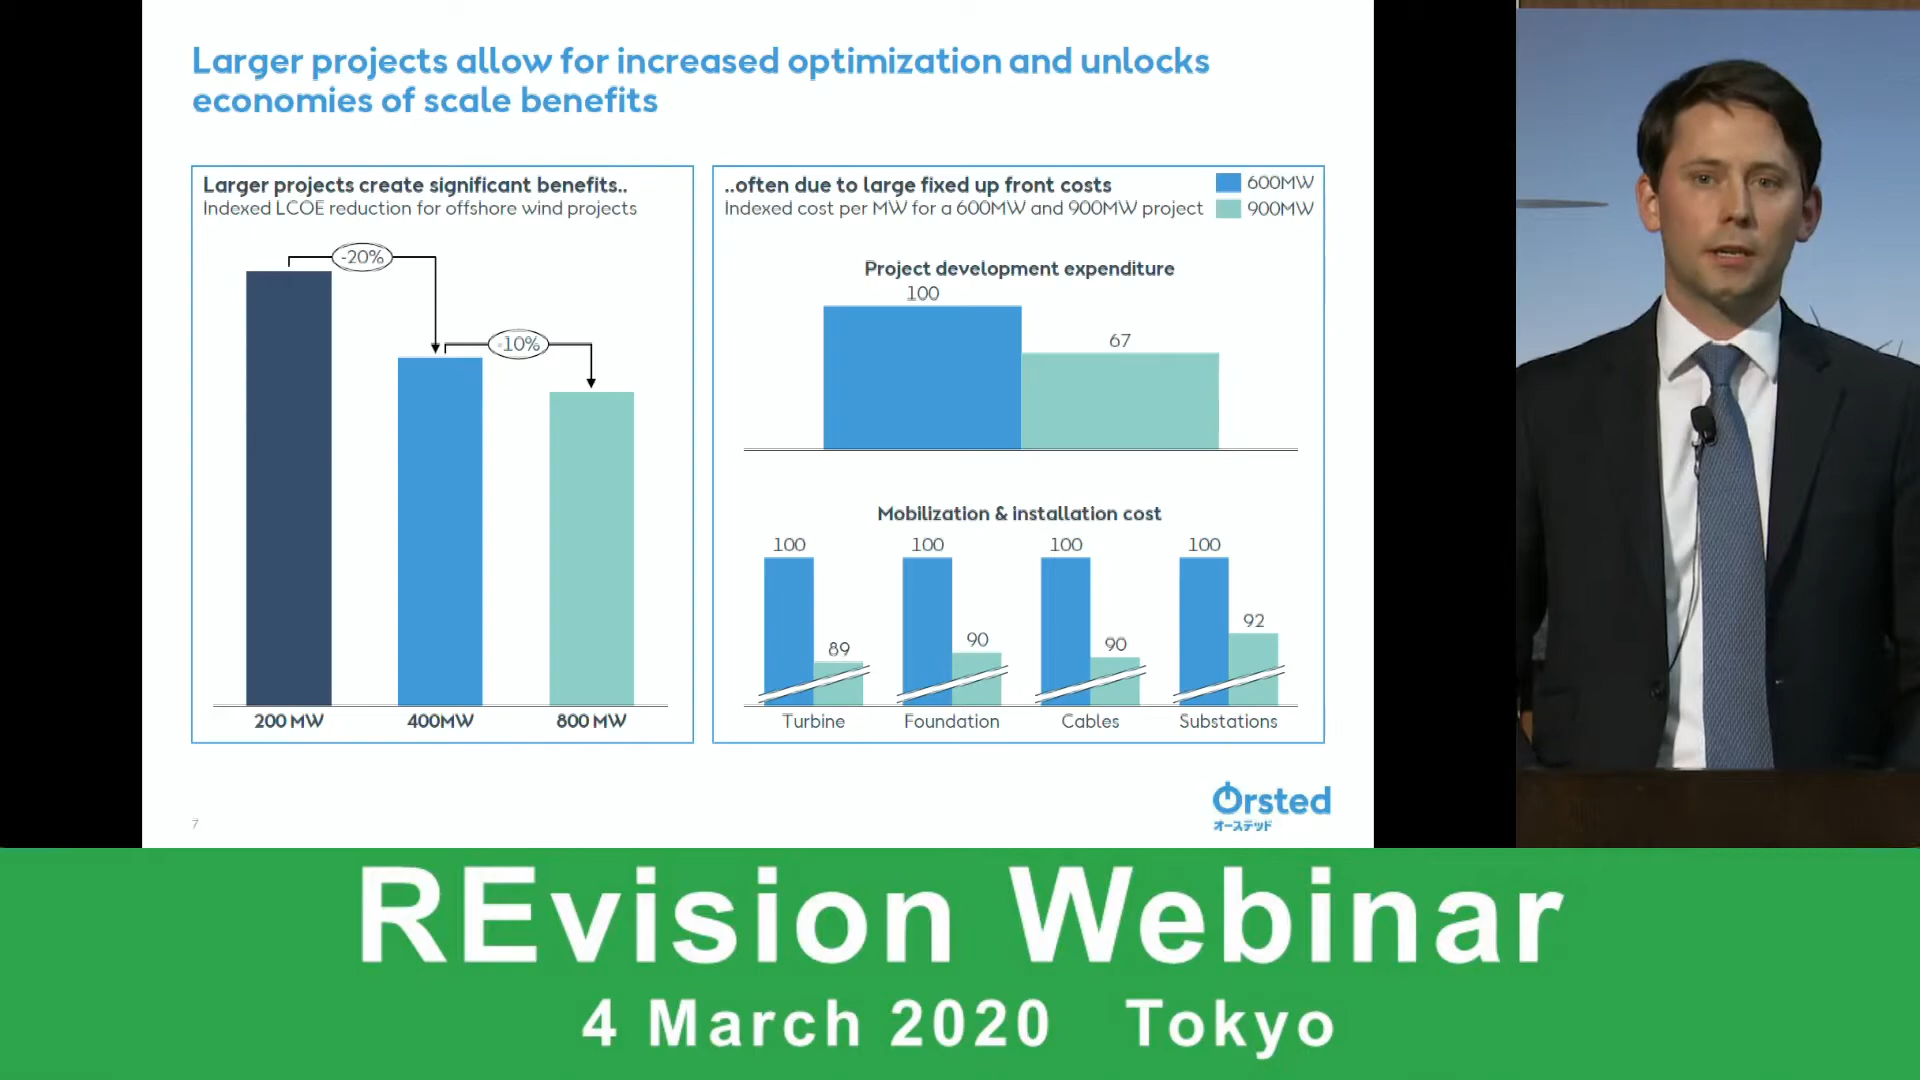 Larger projects allow for increased optimization and unlocks
economies of scale benefits
Larger projects create significant benefits..
Indexed LCOE reduction for offshore wind projects
-20%
-10%
200 MW
400MW
800 MW
..often due to large fixed up front costs
Indexed cost per MW for a 600MW and 900MW project
600MW
900MW
Project development expenditure
100
67
Mobilization & installation cost
100
89
100
90
100
90
100
92
Turbine
Foundation
Cables
Substations
Orsted
オーステッド
7
REvision Webinar
4 March 2020 Tokyo